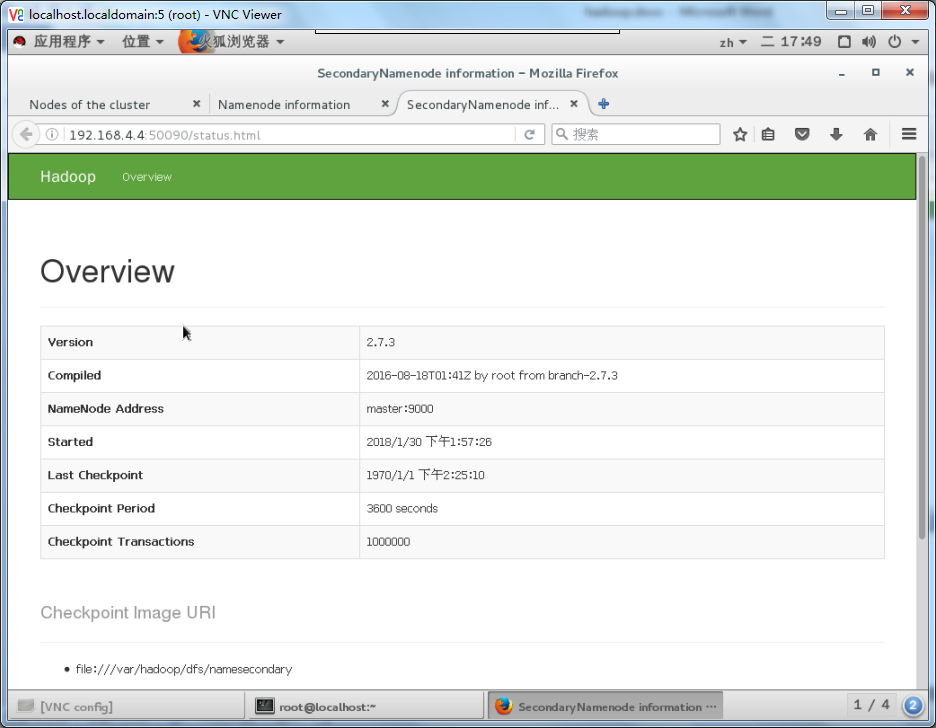 localhost.localdomain:5 (root) - VNC Viewer
应用程序 位置 火狐浏览器 zh 二 17:49
SecondaryNamenode information - Mozilla Firefox
Nodes of the cluster Namenode information SecondaryNamenode inf...
192.168.4.4:50090/status.html 搜索
Hadoop Overview
Overview
Version 2.7.3
Compiled 2016-08-18T01:41Z by root from branch-2.7.3
NameNode Address master:9000
Started 2018/1/30 下午1:57:26
Last Checkpoint 1970/1/1 下午2:25:10
Checkpoint Period 3600 seconds
Checkpoint Transactions 1000000
Checkpoint Image URI
• file:///var/hadoop/dfs/namesecondary
[VNC config] root@localhost:~ SecondaryNamenode information ··· 1 / 4 2